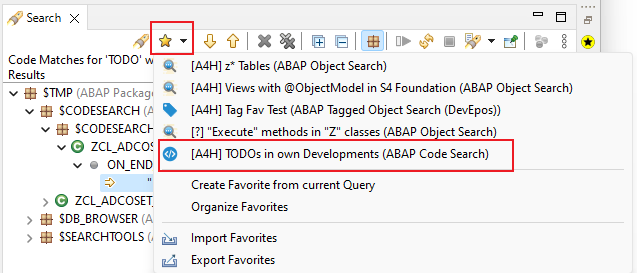 Search
Code Matches for 'TODO' w
Results
$TMP (ABAP Package
$CODESEARCH (
$CODESEARCH
ZCL_ADCOS
ON_END
"
ZCL_ADCOSET_
$DB_BROWSER (4
$SEARCHTOOLS (
[A4H] z* Tables (ABAP Object Search)
[A4H] Views with @ObjectModel in S4 Foundation (ABAP Object Search)
[A4H] Tag Fav Test (ABAP Tagged Object Search (DevEpos))
[?] "Execute" methods in "Z" classes (ABAP Object Search)
[A4H] TODOs in own Developments (ABAP Code Search)
Create Favorite from current Query
Organize Favorites
Import Favorites
Export Favorites